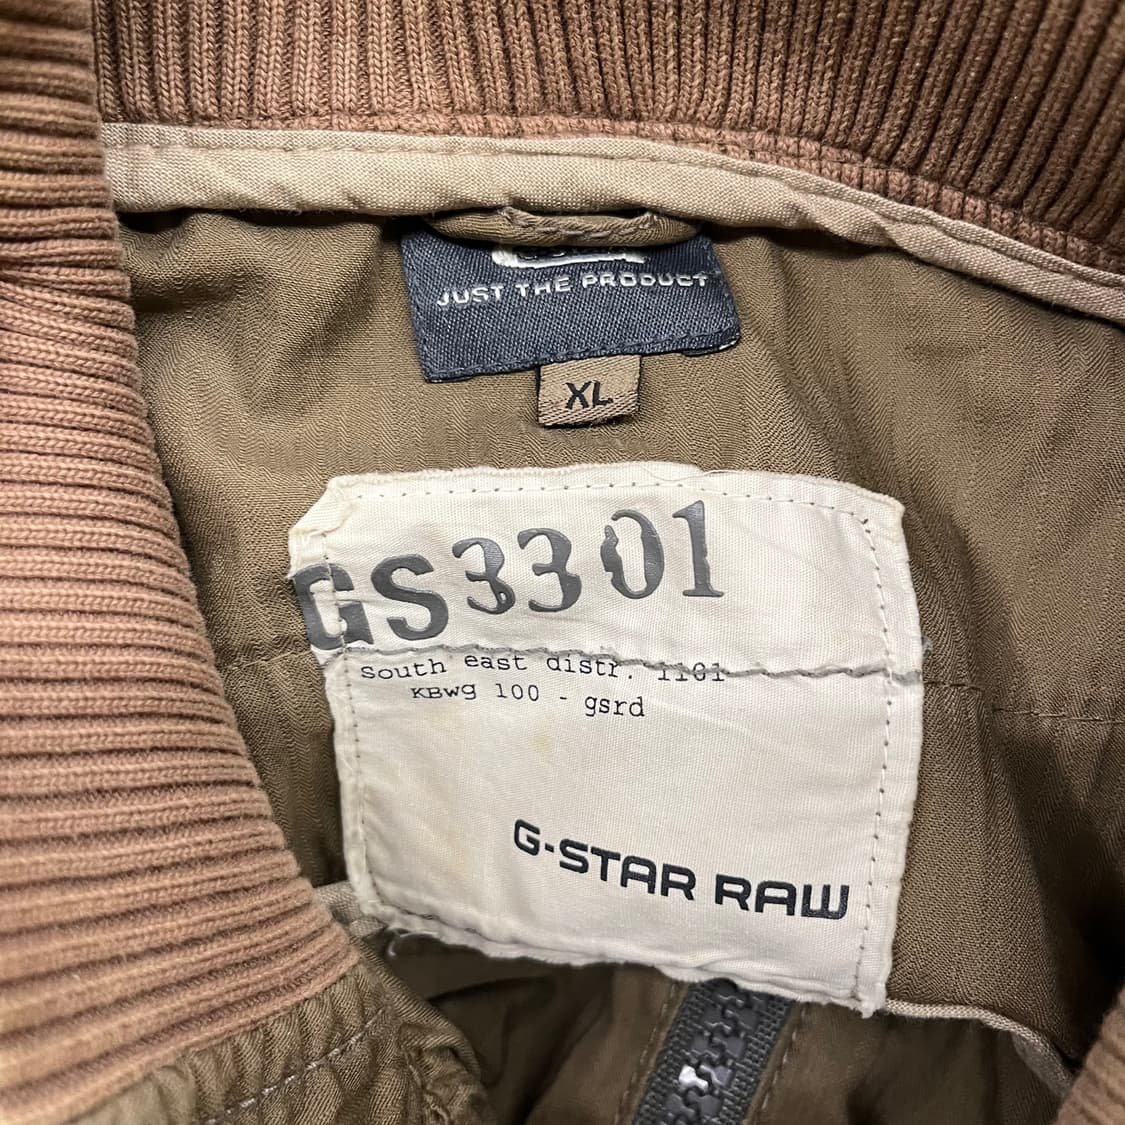 JUST THE PRODUCT
XL
GS3301
South east distr. 1101
KBwg 100 - gsrd
G-STAR RAW